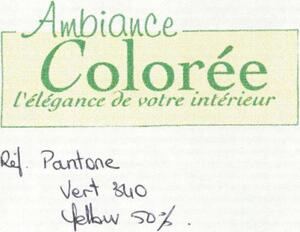 Ambiance
Colorée
l'élégance de votre intérieur
Réf. Pantone
Vert 340
Yellow 50%.